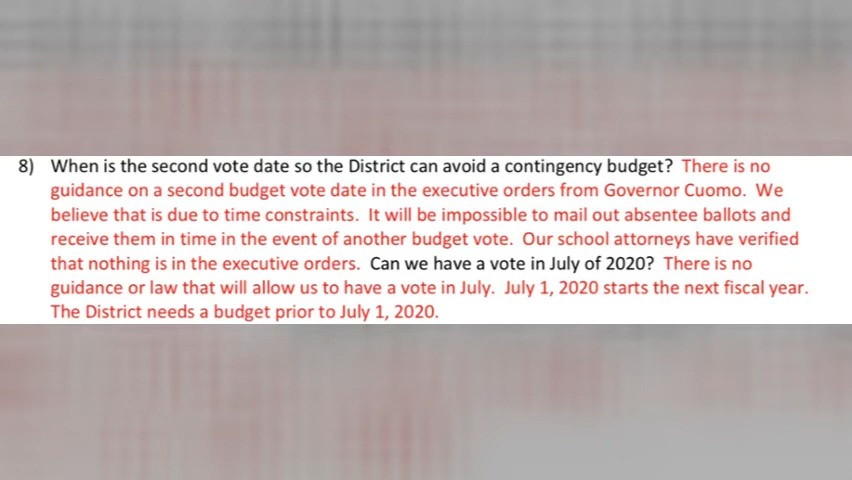 8) When is the second vote date so the District can avoid a contingency budget? There is no
guidance on a second budget vote date in the executive orders from Governor Cuomo. We
believe that is due to time constraints. It will be impossible to mail out absentee ballots and
receive them in time in the event of another budget vote. Our school attorneys have verified
that nothing is in the executive orders. Can we have a vote in July of 2020? There is no
guidance or law that will allow us to have a vote in July. July 1, 2020 starts the next fiscal year.
The District needs a budget prior to July 1, 2020.